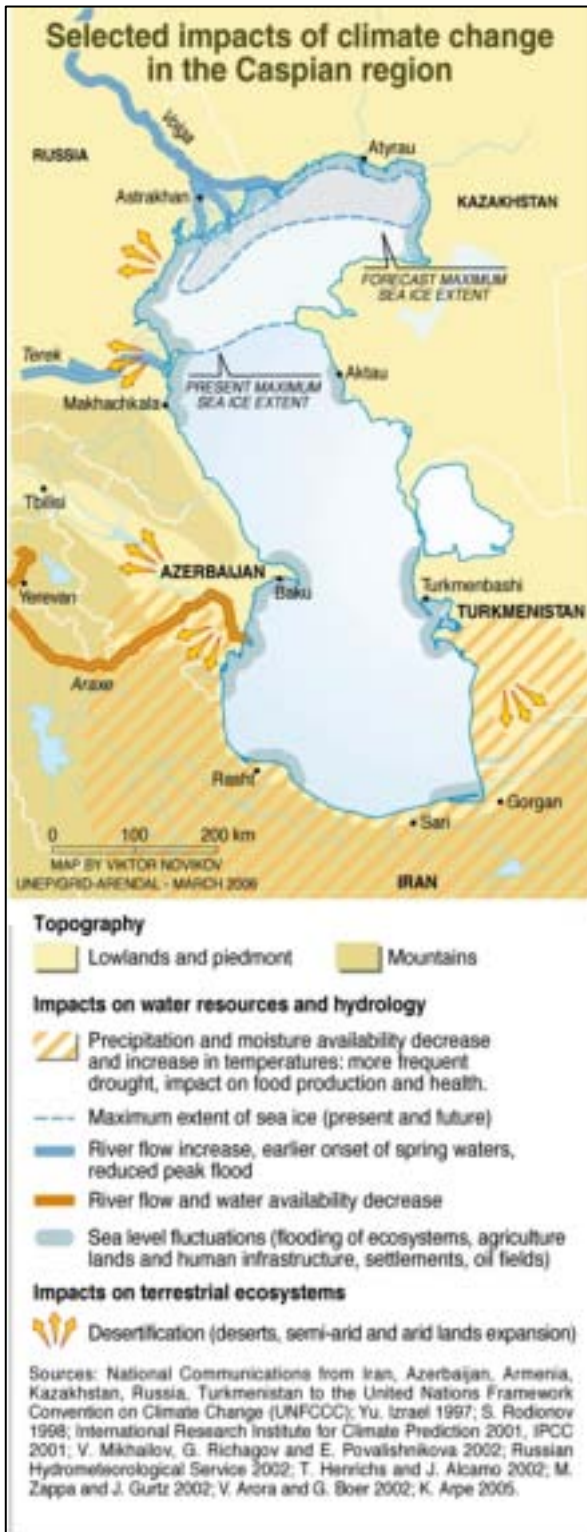 Selected impacts of climate change
in the Caspian region
Volga
RUSSIA
Atyrau
Astrakhan
KAZAKHSTAN
FORECAST MAXIMUM
SEA ICE EXTENT
Terek
PRESENT MAXIMUM
SEA ICE EXTENT
Aktau
Makhachkala
Tbilisi
AZERBAIJAN
Baku
Turkmenbashi
Yerevan
TURKMENISTAN
Araxe
Rasht
Gorgan
Sari
0 100 200 km
MAP BY VIKTOR NOVIKOV
UNEP/GRID-ARENDAL - MARCH 2006
IRAN
Topography
Lowlands and piedmont
Mountains
Impacts on water resources and hydrology
Precipitation and moisture availability decrease
and increase in temperatures: more frequent
drought, impact on food production and health.
Maximum extent of sea ice (present and future)
River flow increase, earlier onset of spring waters,
reduced peak flood
River flow and water availability decrease
Sea level fluctuations (flooding of ecosystems, agriculture
lands and human infrastructure, settlements, oil fields)
Impacts on terrestrial ecosystems
Desertification (deserts, semi-arid and arid lands expansion)
Sources: National Communications from Iran, Azerbaijan, Armenia,
Kazakhstan, Russia, Turkmenistan to the United Nations Framework
Convention on Climate Change (UNFCCC); Yu. Izrael 1997; S. Rodionov
1998; International Research Institute for Climate Prediction 2001, IPCC
2001; V. Mikhailov, G. Richagov and E. Povalishnikova 2002; Russian
Hydrometeorological Service 2002; T. Henrichs and J. Alcamo 2002; M.
Zappa and J. Gurtz 2002; V. Arora and G. Boer 2002; K. Arpe 2005.